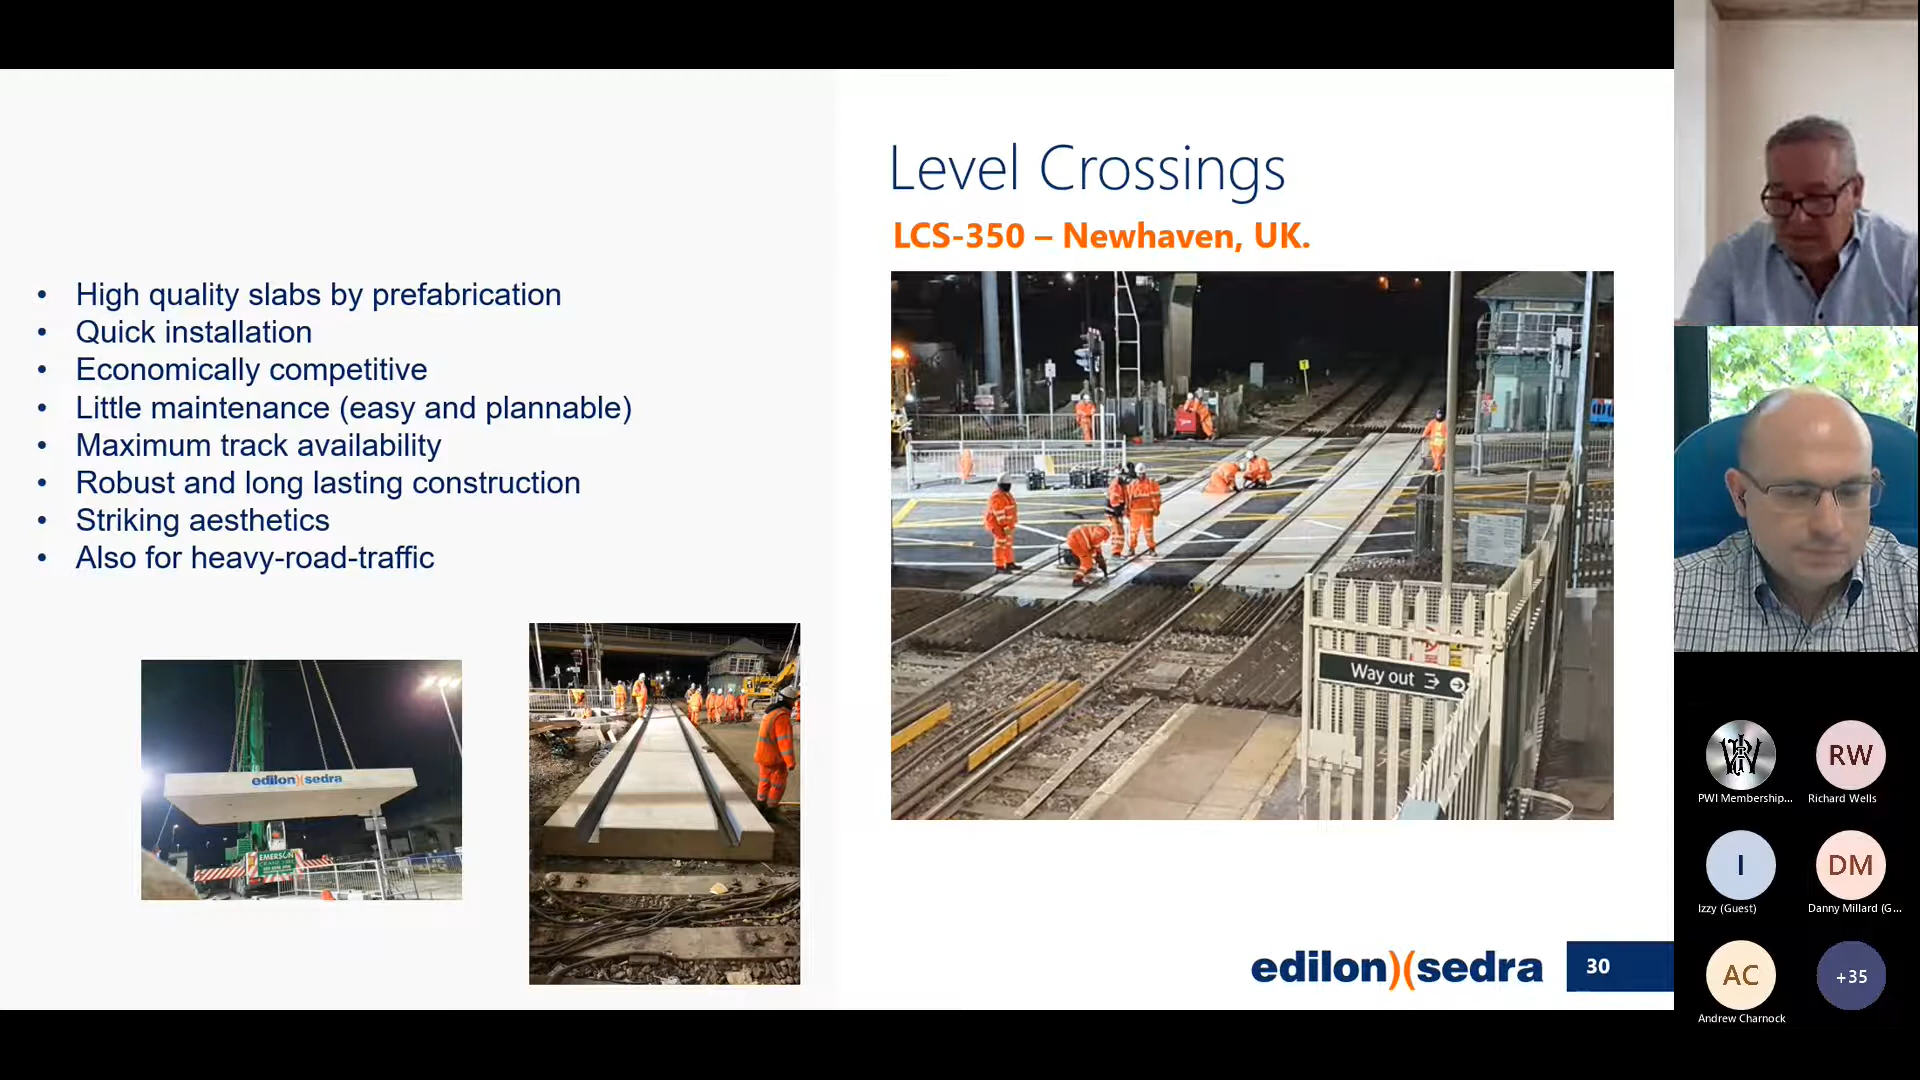 Level Crossings
LCS-350 – Newhaven, UK.
• High quality slabs by prefabrication
• Quick installation
• Economically competitive
• Little maintenance (easy and plannable)
• Maximum track availability
• Robust and long lasting construction
• Striking aesthetics
• Also for heavy-road-traffic
edilon)(sedra
EMERSON
CRANE HIRE
Way out
edilon)(sedra
30
PWI Membership...
RW
Richard Wells
I
Izzy (Guest)
DM
Danny Millard (G...
AC
Andrew Charnock
+35